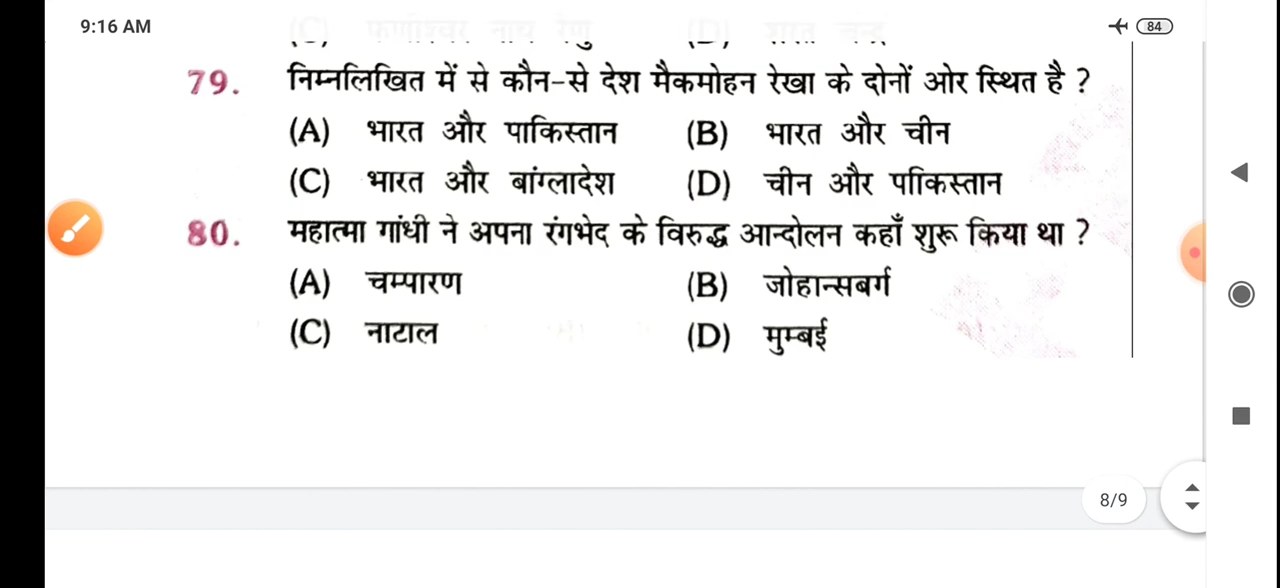 9:16 AM
84
79. निम्नलिखित में से कौन-से देश मैकमोहन रेखा के दोनों ओर स्थित है ?
(A) भारत और पाकिस्तान (B) भारत और चीन
(C) भारत और बांग्लादेश (D) चीन और पाकिस्तान
80. महात्मा गांधी ने अपना रंगभेद के विरुद्ध आन्दोलन कहाँ शुरू किया था ?
(A) चम्पारण (B) जोहान्सबर्ग
(C) नाटाल (D) मुम्बई
8/9